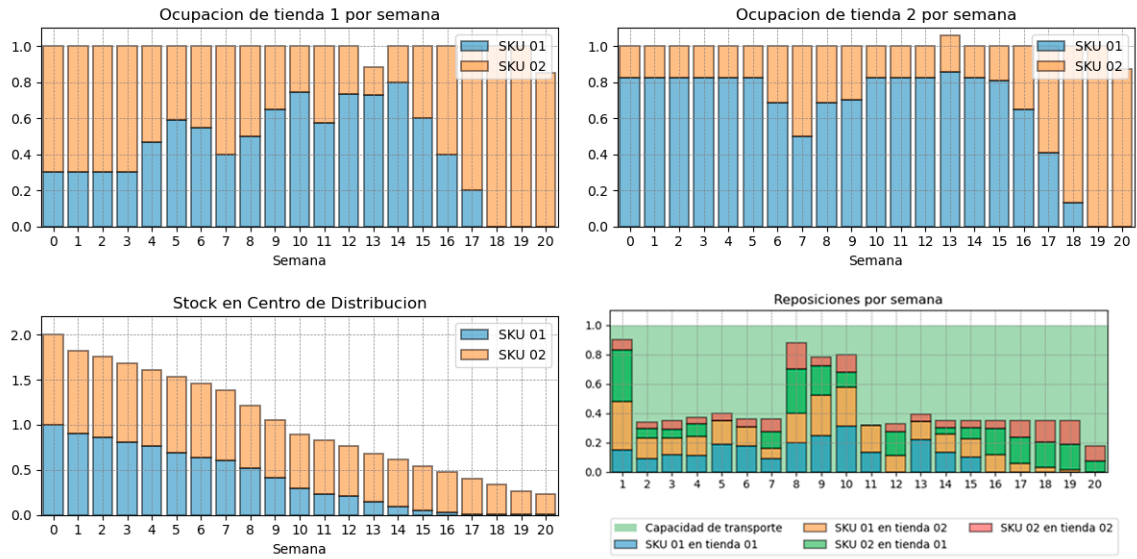 Ocupacion de tienda 1 por semana
1.0
0.8
0.6
0.4
0.2
0.0
SKU 01
SKU 02
0 1 2 3 4 5 6 7 8 9 10 11 12 13 14 15 16 17 18 19 20
Semana
Ocupacion de tienda 2 por semana
1.0
0.8
0.6
0.4
0.2
0.0
SKU 01
SKU 02
0 1 2 3 4 5 6 7 8 9 10 11 12 13 14 15 16 17 18 19 20
Semana
Stock en Centro de Distribucion
2.0
1.5
1.0
0.5
0.0
SKU 01
SKU 02
0 1 2 3 4 5 6 7 8 9 10 11 12 13 14 15 16 17 18 19 20
Semana
Reposiciones por semana
1.0
0.8
0.6
0.4
0.2
0.0
1 2 3 4 5 6 7 8 9 10 11 12 13 14 15 16 17 18 19 20
Capacidad de transporte
SKU 01 en tienda 01
SKU 01 en tienda 02
SKU 02 en tienda 01
SKU 02 en tienda 02